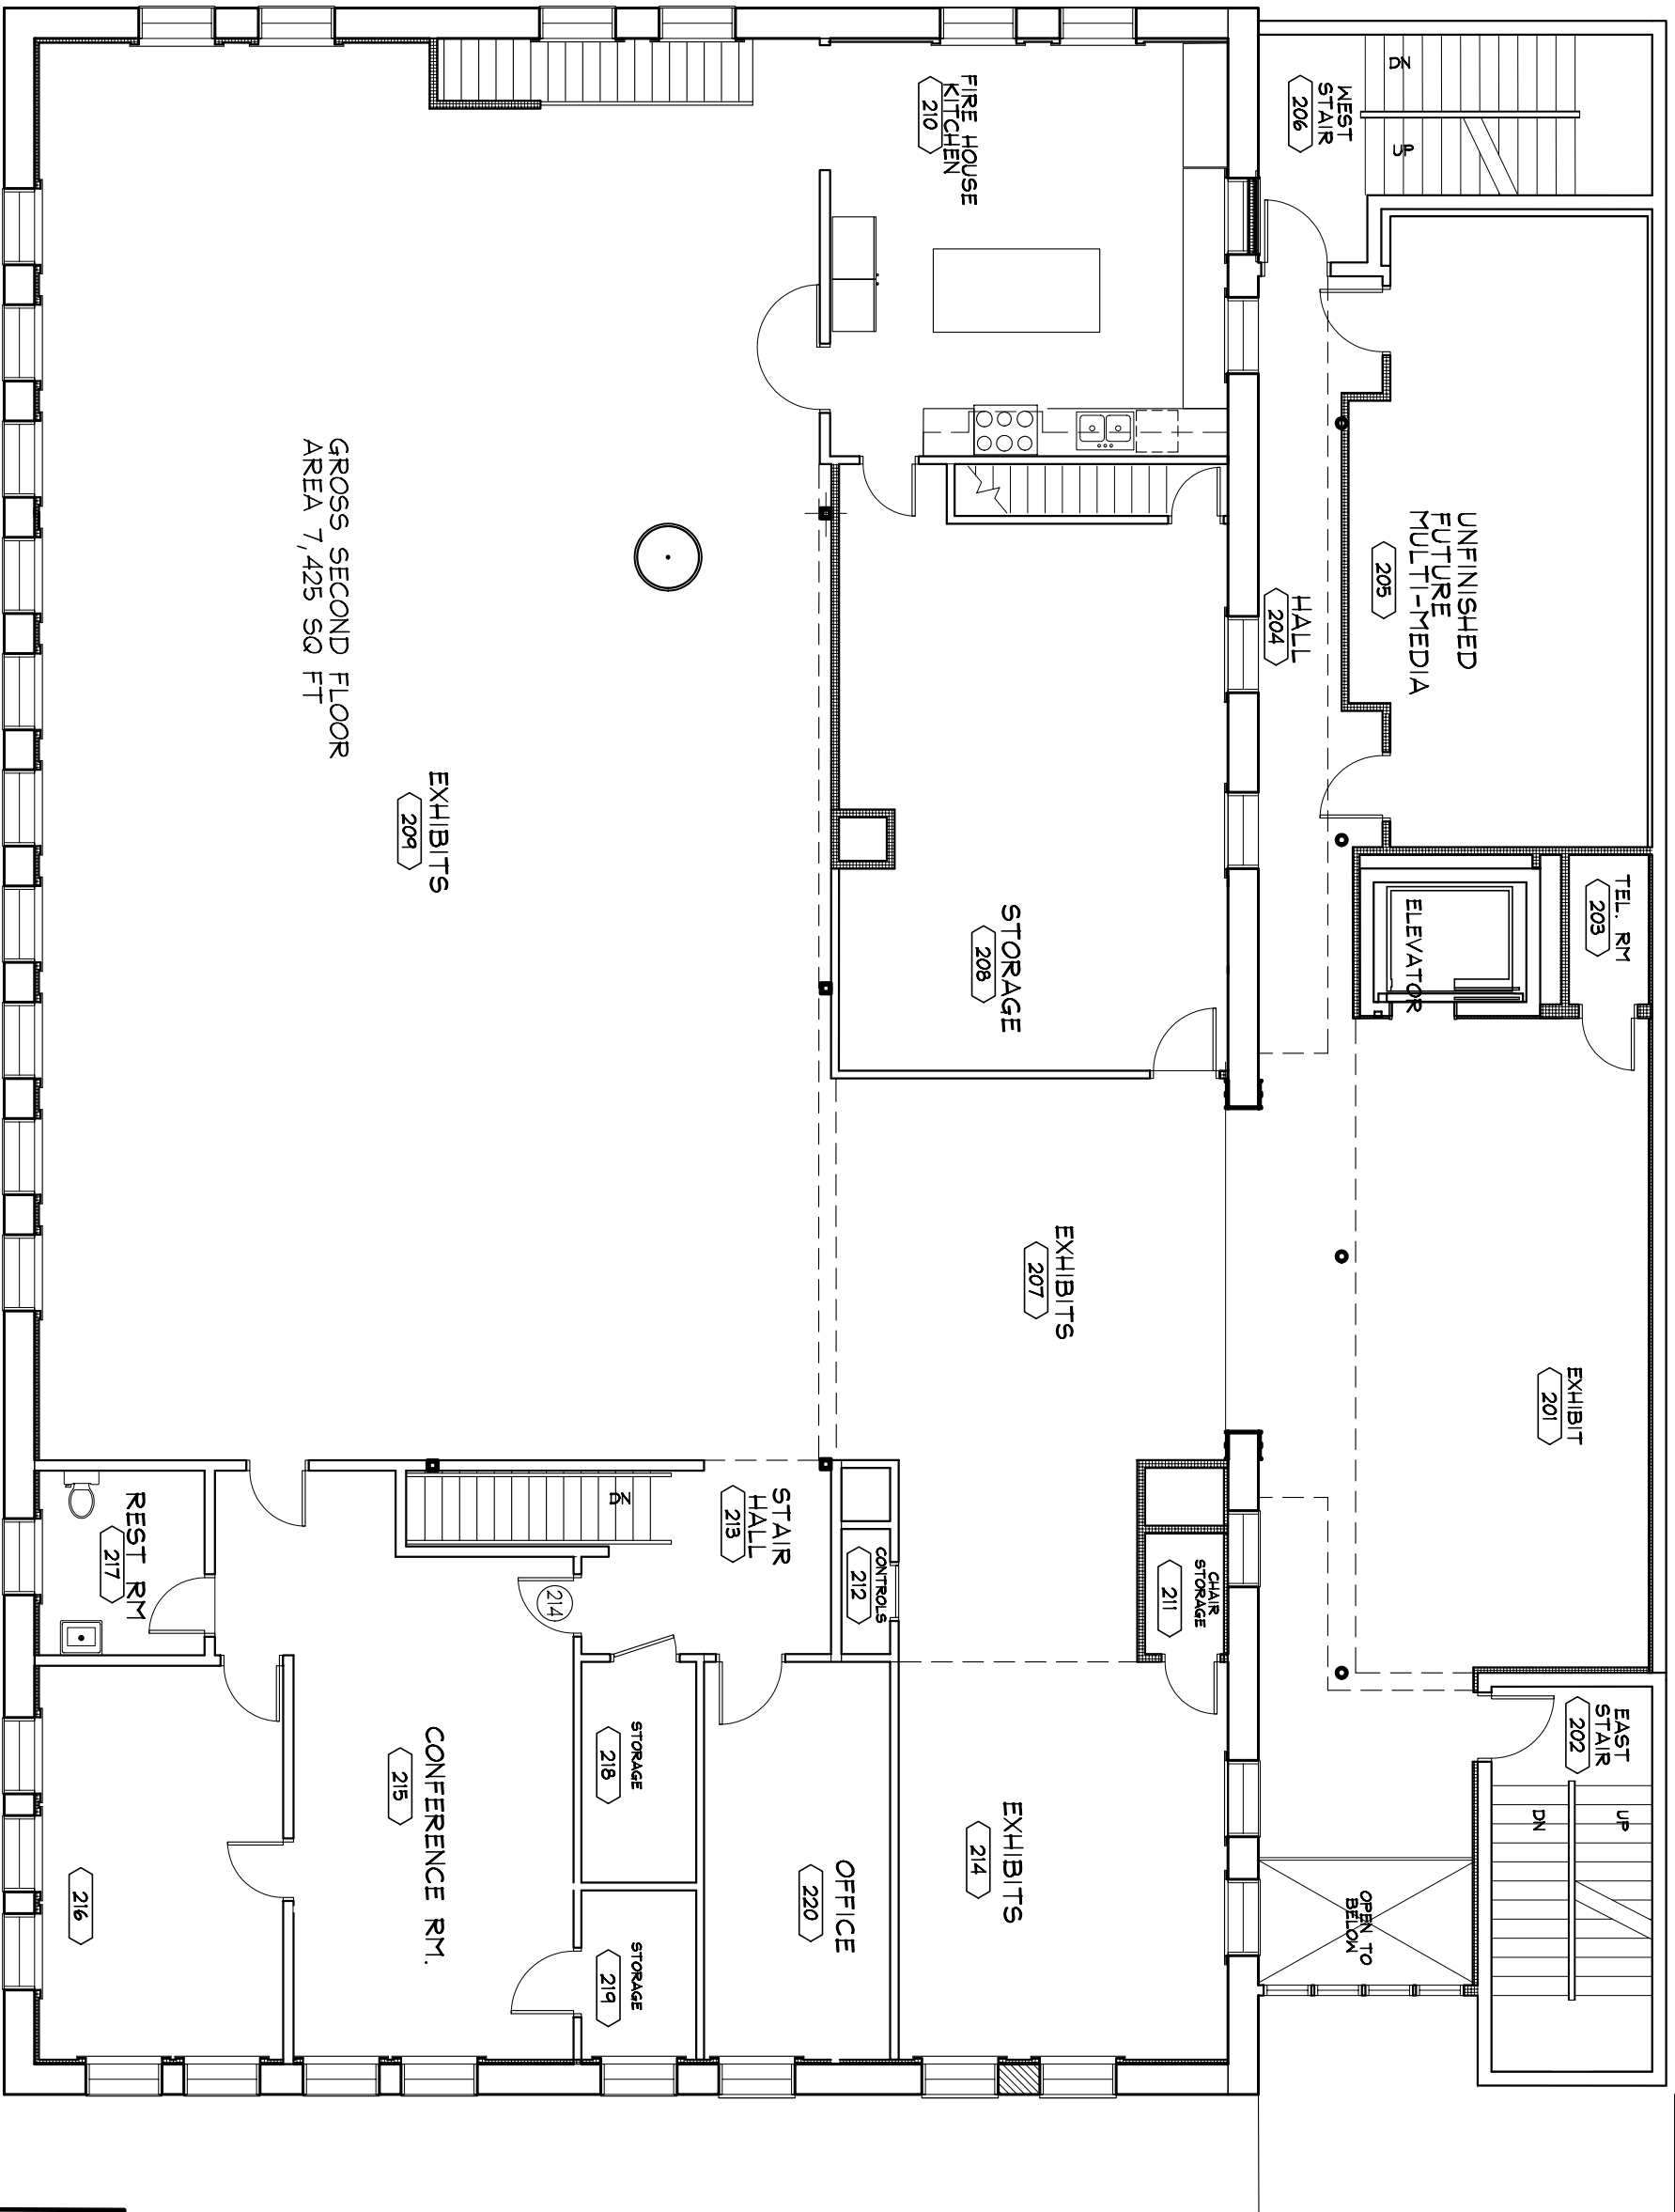 WEST
STAIR
206
DN
UP
UNFINISHED
FUTURE
MULTI-MEDIA
205
TEL. RM
203
ELEVATOR
EXHIBIT
201
EAST
STAIR
202
UP
DN
OPEN TO
BELOW
HALL
204
FIRE HOUSE
KITCHEN
210
STORAGE
208
EXHIBITS
207
CHAIR
STORAGE
211
EXHIBITS
214
CONTROLS
212
STAIR
HALL
213
DN
214
OFFICE
220
STORAGE
218
STORAGE
219
GROSS SECOND FLOOR
AREA 7,425 SQ FT
EXHIBITS
209
CONFERENCE RM.
215
REST RM
217
216